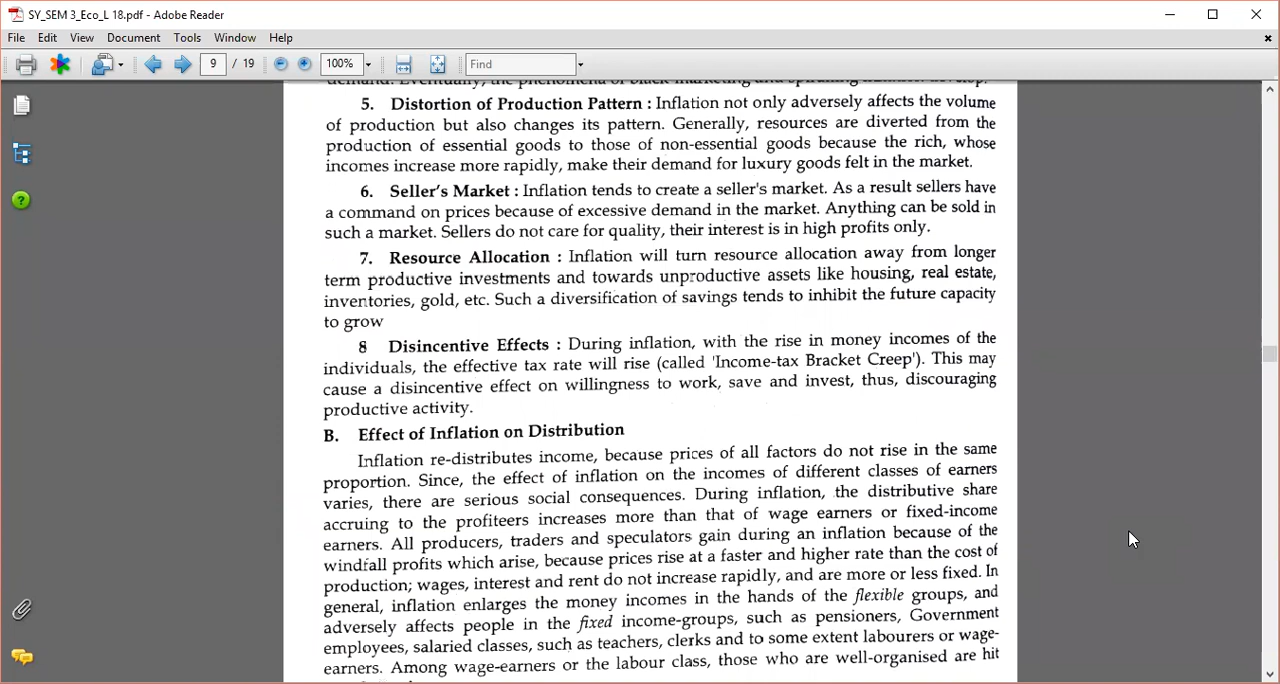 SY_SEM 3_Eco_L 18.pdf - Adobe Reader
File Edit View Document Tools Window Help
9 / 19 100% Find
5. Distortion of Production Pattern : Inflation not only adversely affects the volume
of production but also changes its pattern. Generally, resources are diverted from the
production of essential goods to those of non-essential goods because the rich, whose
incomes increase more rapidly, make their demand for luxury goods felt in the market.
6. Seller's Market : Inflation tends to create a seller's market. As a result sellers have
a command on prices because of excessive demand in the market. Anything can be sold in
such a market. Sellers do not care for quality, their interest is in high profits only.
7. Resource Allocation : Inflation will turn resource allocation away from longer
term productive investments and towards unproductive assets like housing, real estate,
inventories, gold, etc. Such a diversification of savings tends to inhibit the future capacity
to grow
8 Disincentive Effects : During inflation, with the rise in money incomes of the
individuals, the effective tax rate will rise (called 'Income-tax Bracket Creep'). This may
cause a disincentive effect on willingness to work, save and invest, thus, discouraging
productive activity.
B. Effect of Inflation on Distribution
Inflation re-distributes income, because prices of all factors do not rise in the same
proportion. Since, the effect of inflation on the incomes of different classes of earners
varies, there are serious social consequences. During inflation, the distributive share
accruing to the profiteers increases more than that of wage earners or fixed-income
earners. All producers, traders and speculators gain during an inflation because of the
windfall profits which arise, because prices rise at a faster and higher rate than the cost of
production; wages, interest and rent do not increase rapidly, and are more or less fixed. In
general, inflation enlarges the money incomes in the hands of the flexible groups, and
adversely affects people in the fixed income-groups, such as pensioners, Government
employees, salaried classes, such as teachers, clerks and to some extent labourers or wage-
earners. Among wage-earners or the labour class, those who are well-organised are hit